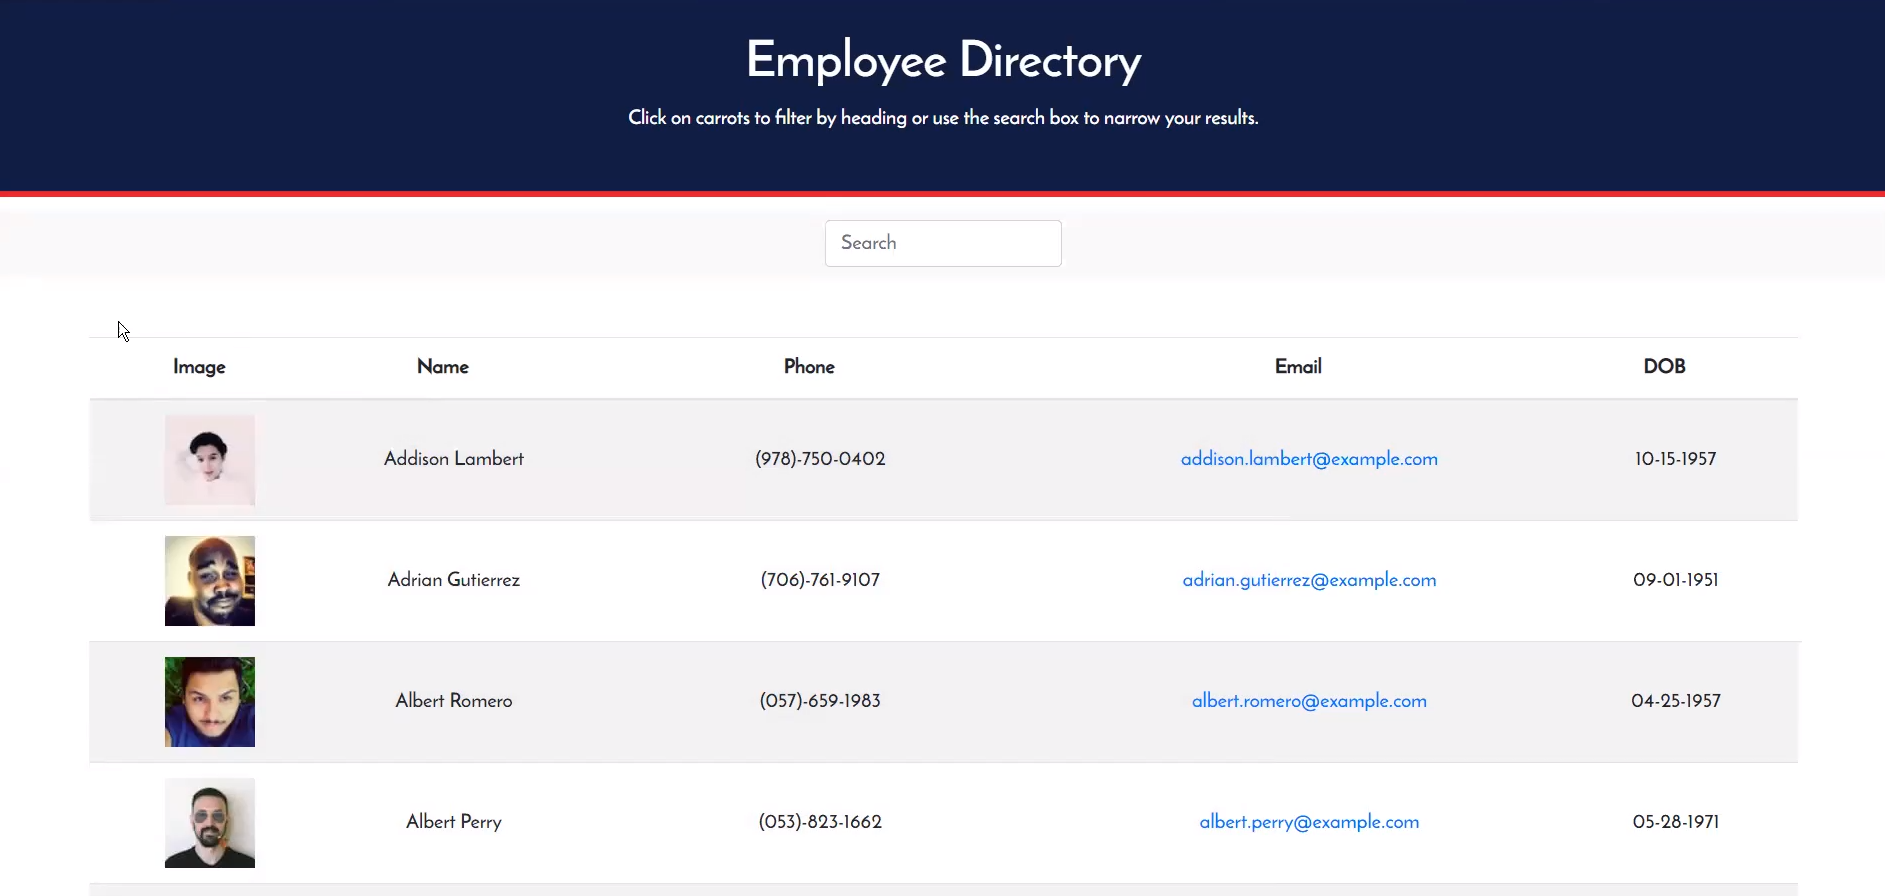 Employee Directory
Click on carrots to filter by heading or use the search box to narrow your results.
Search
Image Name Phone Email DOB
Addison Lambert (978)-750-0402 addison.lambert@example.com 10-15-1957
Adrian Gutierrez (706)-761-9107 adrian.gutierrez@example.com 09-01-1951
Albert Romero (057)-659-1983 albert.romero@example.com 04-25-1957
Albert Perry (053)-823-1662 albert.perry@example.com 05-28-1971